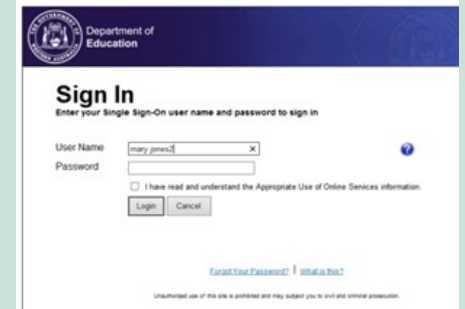 Department of
Education
Sign In
Enter your Single Sign-On user name and password to sign in
User Name mary.jones2 X
Password
I have read and understand the Appropriate Use of Online Services information.
Login Cancel
Forgot Your Password? | What is this?
Unauthorized use of this site is prohibited and may subject you to civil and criminal prosecution.